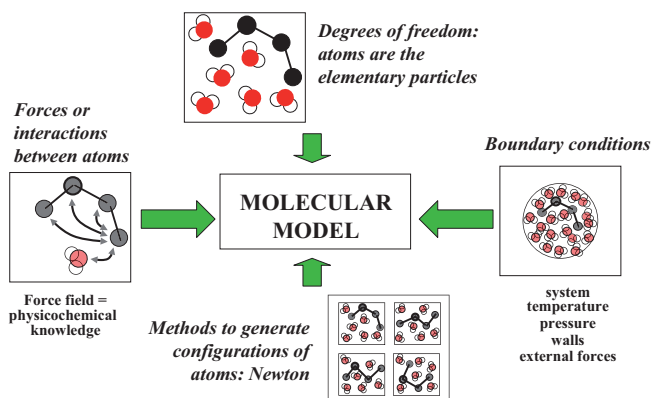 Degrees of freedom:
atoms are the
elementary particles
Forces or
interactions
between atoms
Boundary conditions
MOLECULAR
MODEL
Force field =
physicochemical
knowledge
system
temperature
pressure
walls
external forces
Methods to generate
configurations of
atoms: Newton